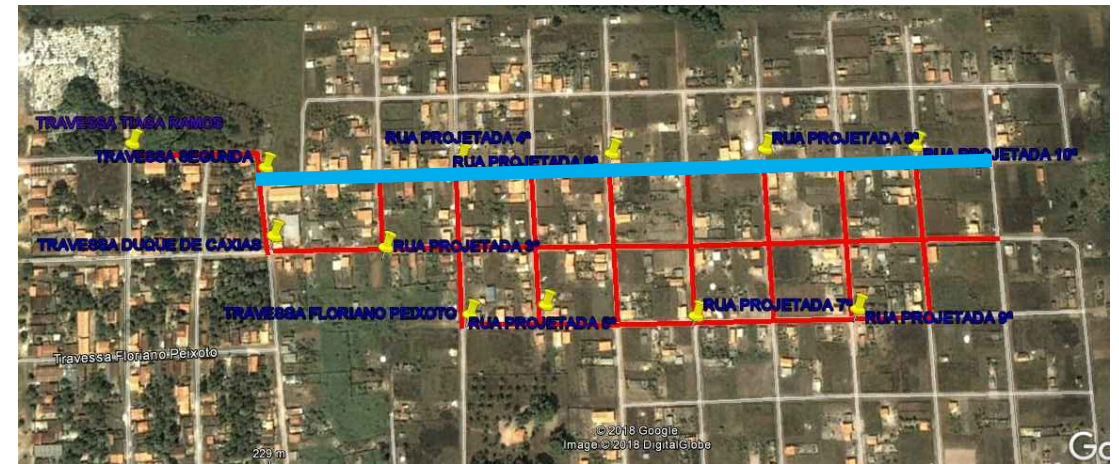 TRAVESSA TIAGA RAMOS
RUA PROJETADA 4ª
RUA PROJETADA 8ª
TRAVESSA SEGUNDA
RUA PROJETADA 6ª
RUA PROJETADA 10ª
TRAVESSA DUQUE DE CAXIAS
RUA PROJETADA 3ª
TRAVESSA FLORIANO PEIXOTO
RUA PROJETADA 5ª
RUA PROJETADA 7ª
RUA PROJETADA 9ª
Travessa Floriano Peixoto
© 2018 Google
Image © 2018 DigitalGlobe
229 m
Go